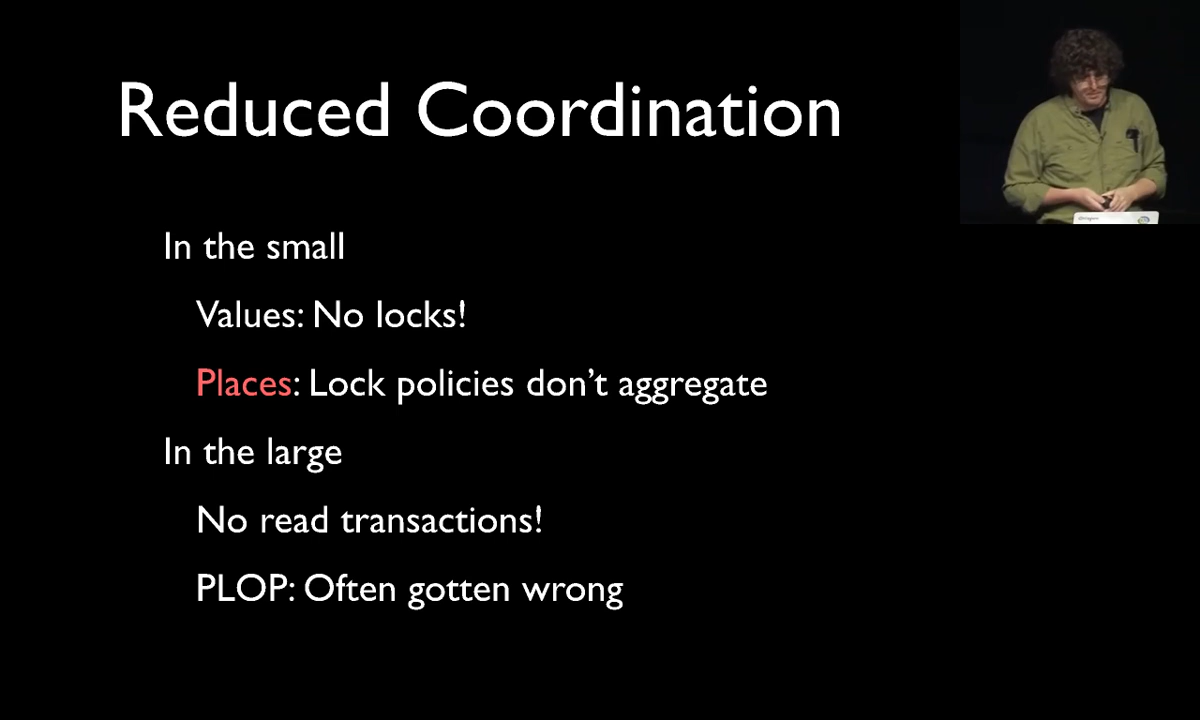 Reduced Coordination
In the small
Values: No locks!
Places: Lock policies don’t aggregate
In the large
No read transactions!
PLOP: Often gotten wrong